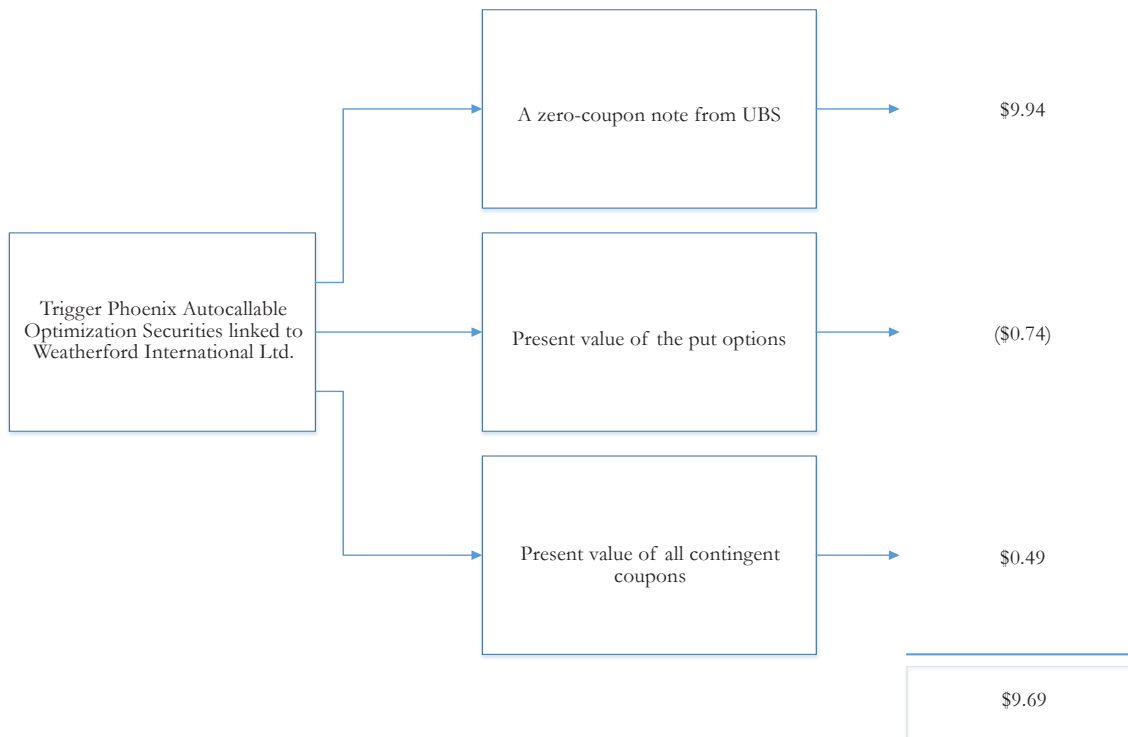 A zero-coupon note from UBS
$9.94
Trigger Phoenix Autocallable
Optimization Securities linked to
Weatherford International Ltd.
Present value of the put options
($0.74)
Present value of all contingent
coupons
$0.49
$9.69